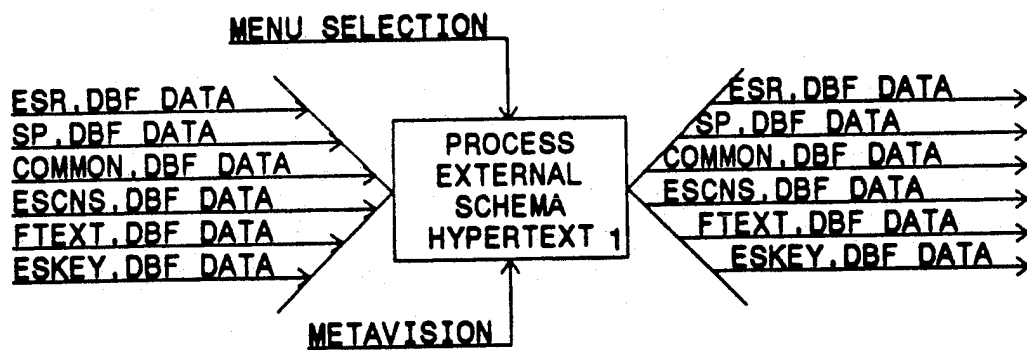 MENU SELECTION
ESR.DBF DATA
SP.DBF DATA
COMMON.DBF DATA
ESCNS.DBF DATA
FTEXT.DBF DATA
ESKEY.DBF DATA
PROCESS
EXTERNAL
SCHEMA
HYPERTEXT 1
ESR.DBF DATA
SP.DBF DATA
COMMON.DBF DATA
ESCNS.DBF DATA
FTEXT.DBF DATA
ESKEY.DBF DATA
METAVISION